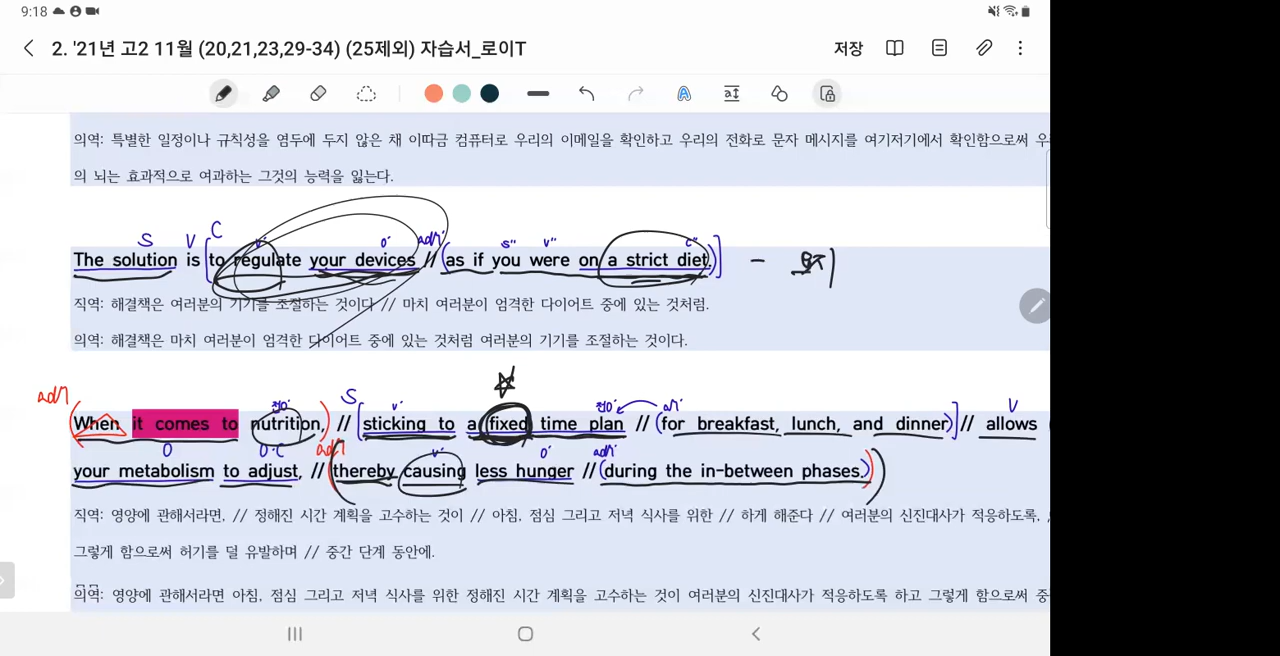 9:18
2. '21년 고2 11월 (20,21,23,29-34) (25제외) 자습서_로이T 저장
의역: 특별한 일정이나 규칙성을 염두에 두지 않은 채 이따금 컴퓨터로 우리의 이메일을 확인하고 우리의 전화로 문자 메시지를 여기저기에서 확인함으로써 우
의 뇌는 효과적으로 여과하는 그것의 능력을 잃는다.
S V C v' o' adv' s" v" c"
The solution is [to regulate your devices // (as if you were on a strict diet.)] -
직역: 해결책은 여러분의 기기를 조절하는 것이다 // 마치 여러분이 엄격한 다이어트 중에 있는 것처럼.
의역: 해결책은 마치 여러분이 엄격한 다이어트 중에 있는 것처럼 여러분의 기기를 조절하는 것이다.
adv 전o' S v' 전o' V
(When it comes to nutrition,) // [sticking to a (fixed) time plan // (for breakfast, lunch, and dinner)] // allows
O O·C adv v' o' adv'
your metabolism to adjust, // (thereby causing less hunger // (during the in-between phases.))
직역: 영양에 관해서라면, // 정해진 시간 계획을 고수하는 것이 // 아침, 점심 그리고 저녁 식사를 위한 // 하게 해준다 // 여러분의 신진대사가 적응하도록,
그렇게 함으로써 허기를 덜 유발하며 // 중간 단계 동안에.
의역: 영양에 관해서라면 아침, 점심 그리고 저녁 식사를 위한 정해진 시간 계획을 고수하는 것이 여러분의 신진대사가 적응하도록 하고 그렇게 함으로써 중